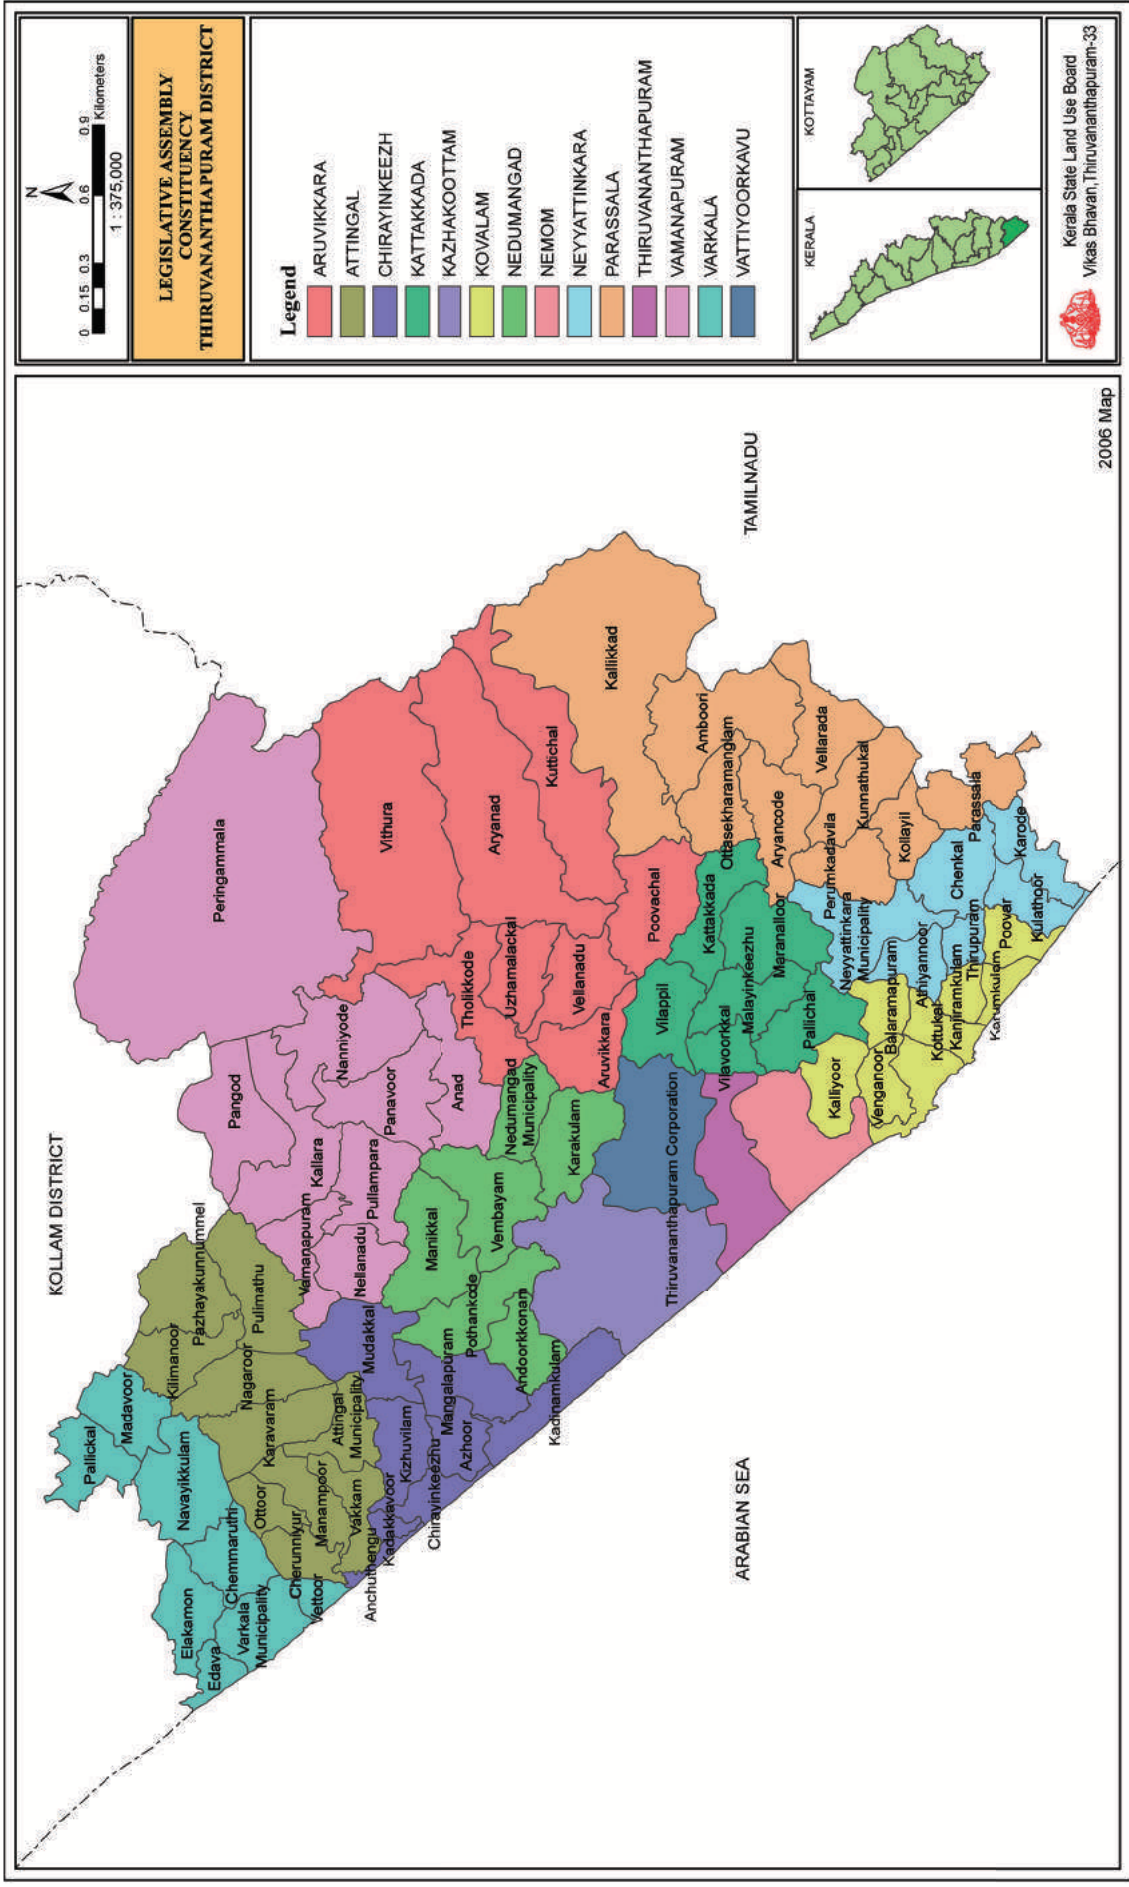 KOLLAM DISTRICT
TAMILNADU
ARABIAN SEA
2006 Map
Pallickal
Madavoor
Elakamon
Navayikkulam
Edava
Chemmaruthi
Varkala
Municipality
Vettoor
Kilimanoor
Pazhayakunnummel
Pulimathu
Nagaroor
Karavaram
Ottoor
Cherunniyur
Manampoor
Attingal
Municipality
Vakkam
Anchuthengu
Kadakkavoor
Kizhuvilam
Chirayinkeezhu
Mudakkal
Mangalapuram
Azhoor
Kadinamkulam
Peringammala
Pangod
Nanniyode
Kallara
Panavoor
Anad
Vamanapuram
Pullampara
Nellanadu
Manikkal
Vembayam
Pothankode
Andoorkkonam
Nedumangad
Municipality
Karakulam
Vithura
Aryanad
Kuttichal
Tholikkode
Uzhamalackal
Vellanadu
Aruvikkara
Poovachal
Thiruvananthapuram Corporation
Vilappil
Kattakkada
Vilavoorkkal
Malayinkeezhu
Maranalloor
Pallichal
Kallikkad
Amboori
Ottasekharamanglam
Vellarada
Aryancode
Kunnathukal
Perumkadavila
Kollayil
Parassala
Neyyattinkara
Municipality
Chenkal
Karode
Athiyannoor
Thirupuram
Kulathoor
Kalliyoor
Venganoor
Balaramapuram
Kottukal
Kanjiramkulam
Karumkulam
Poovar
N
0 0.15 0.3 0.6 0.9
Kilometers
1 : 375,000
LEGISLATIVE ASSEMBLY
CONSTITUENCY
THIRUVANANTHAPURAM DISTRICT
Legend
ARUVIKKARA
ATTINGAL
CHIRAYINKEEZH
KATTAKKADA
KAZHAKOOTTAM
KOVALAM
NEDUMANGAD
NEMOM
NEYYATTINKARA
PARASSALA
THIRUVANANTHAPURAM
VAMANAPURAM
VARKALA
VATTIYOORKAVU
KERALA
KOTTAYAM
Kerala State Land Use Board
Vikas Bhavan,Thiruvananthapuram-33